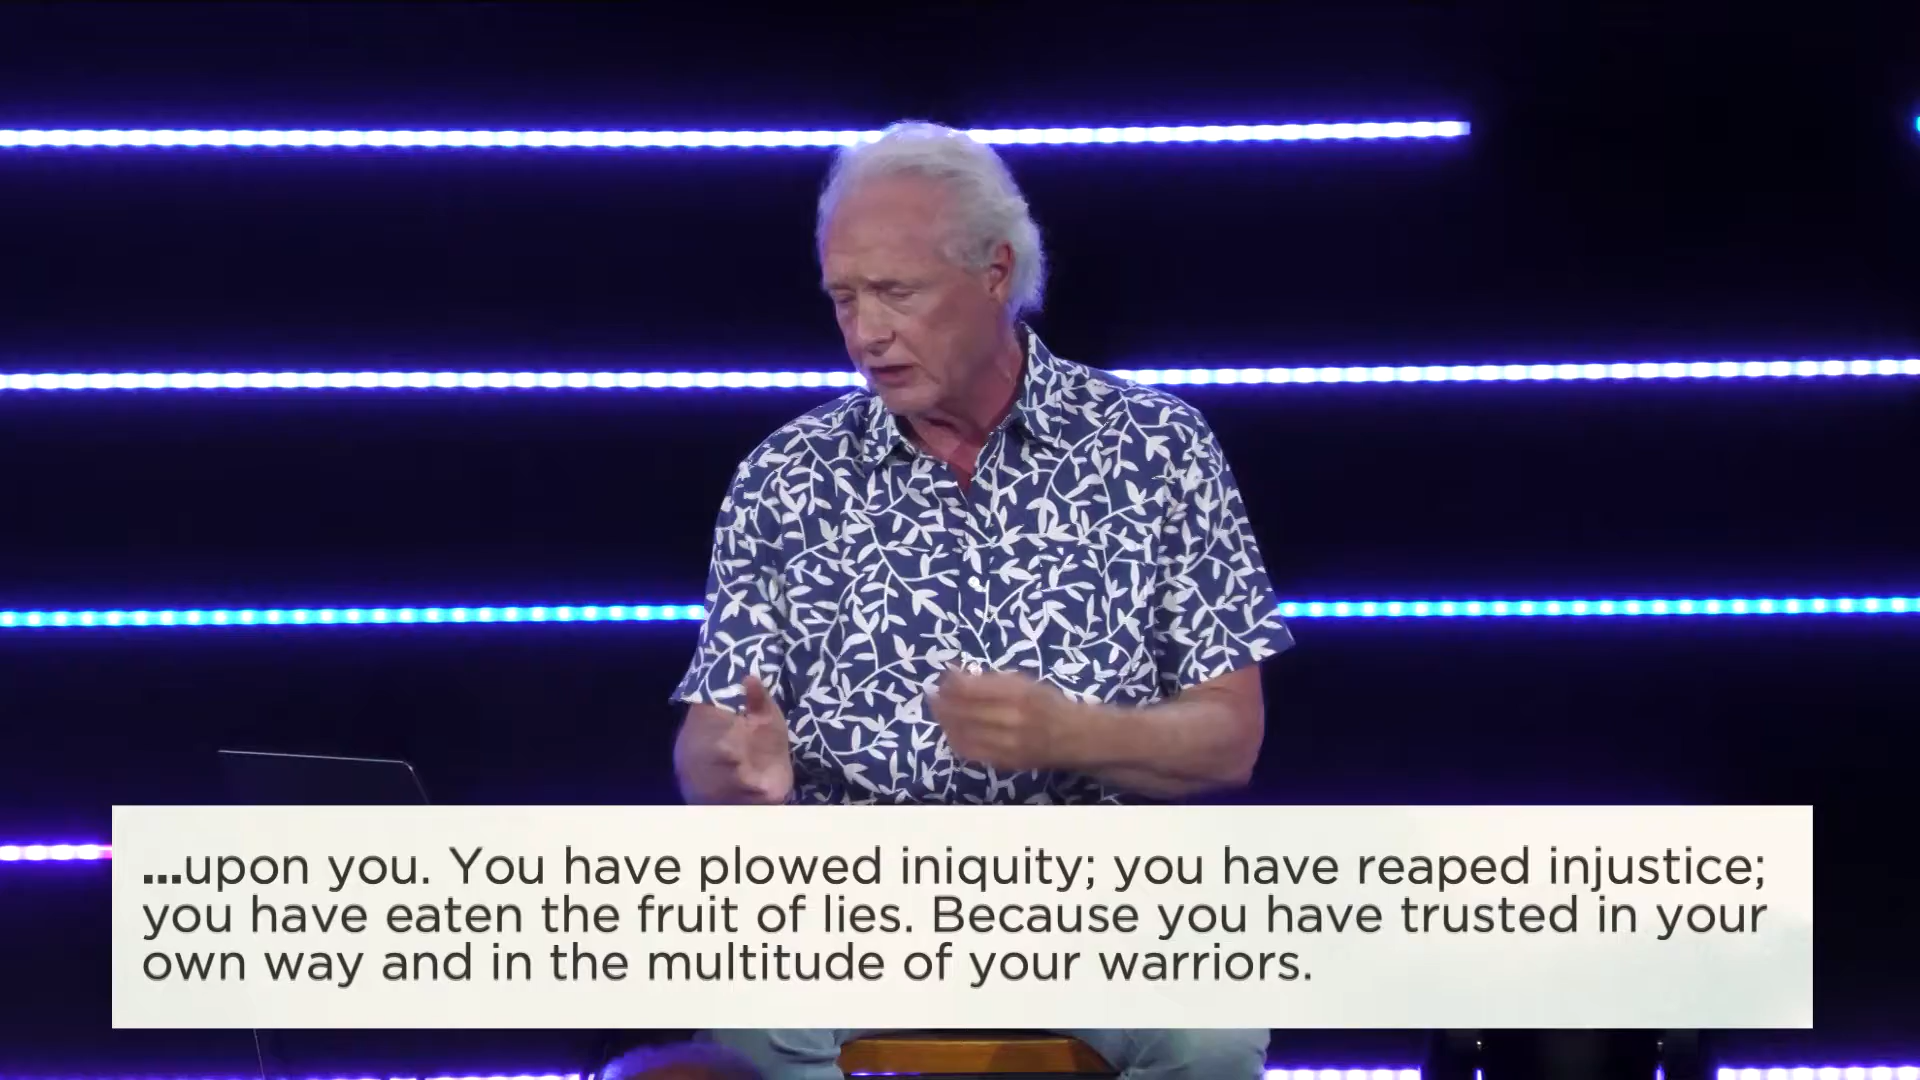 ...upon you. You have plowed iniquity; you have reaped injustice;
you have eaten the fruit of lies. Because you have trusted in your
own way and in the multitude of your warriors.